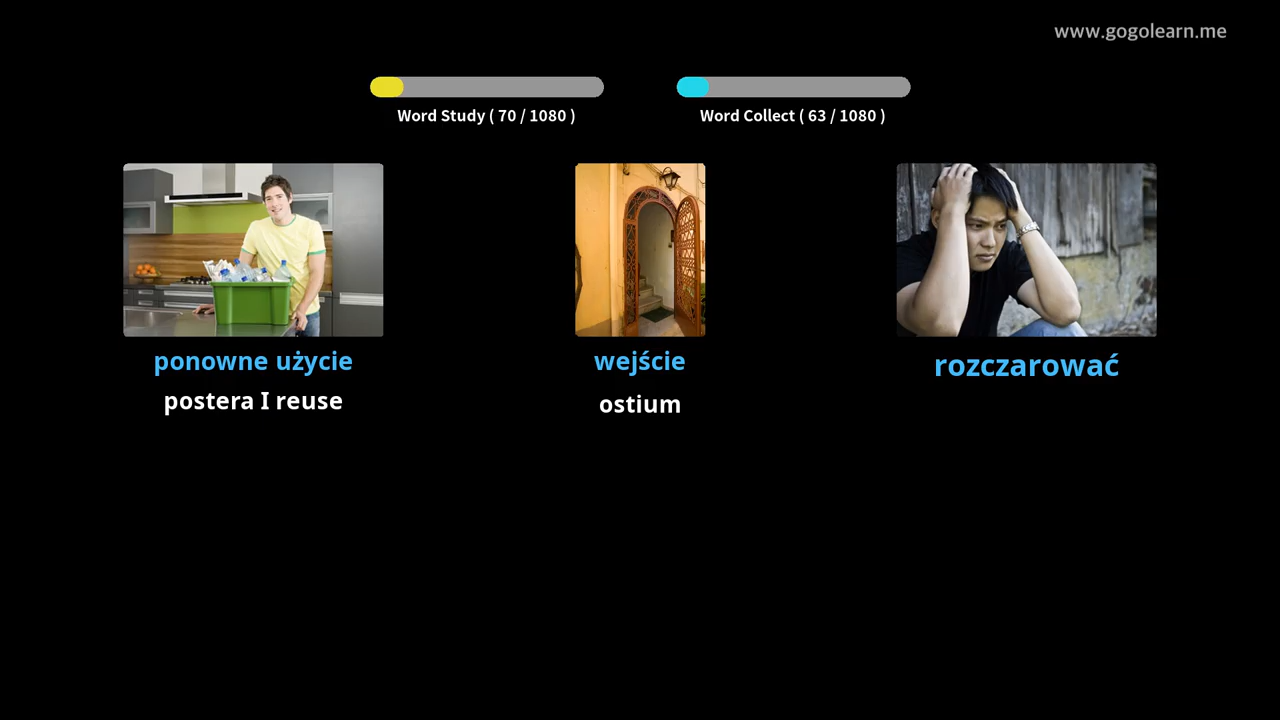 www.gogolearn.me
Word Study ( 70 / 1080 )
Word Collect ( 63 / 1080 )
ponowne użycie
postera I reuse
wejście
ostium
rozczarować